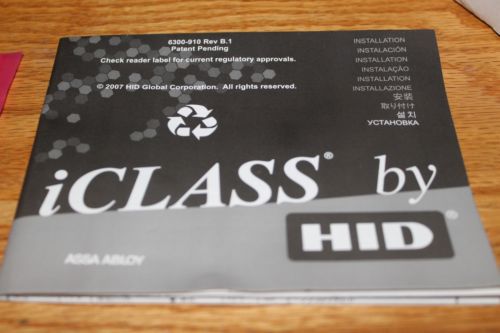 6300-910 Rev B.1
Patent Pending
Check reader label for current regulatory approvals.
© 2007 HID Global Corporation. All rights reserved.
INSTALLATION
INSTALACIÓN
INSTALLATION
INSTALAÇÃO
INSTALLATION
INSTALLAZIONE
安裝
取り付け
설치
УСТАНОВКА
iCLASS® by
HID®
ASSA ABLOY